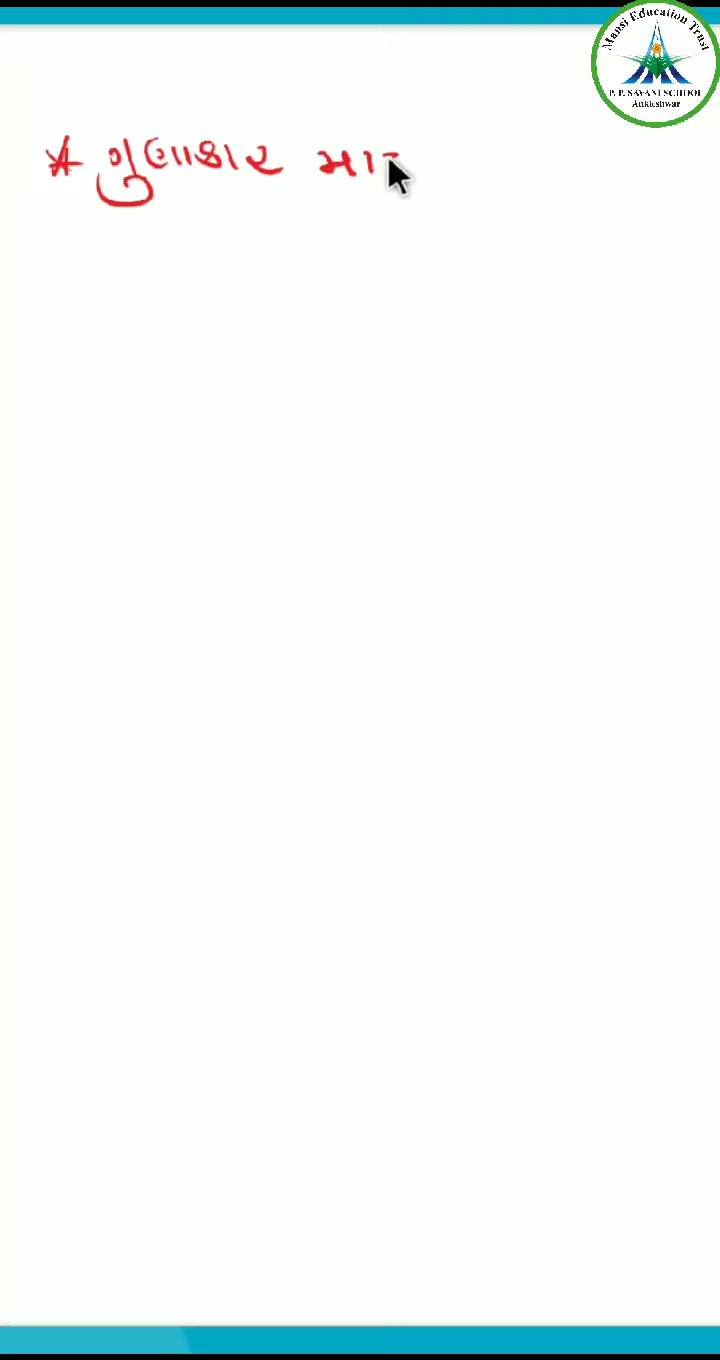 Mansi Education Trust
P. P. SAVANI SCHOOL
Ankleshwar
* ગુણાકાર મા